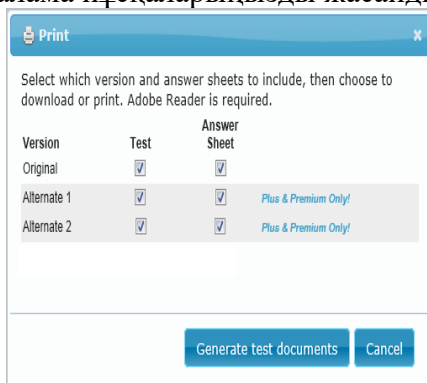 нұсқаларыңызды
Print x
Select which version and answer sheets to include, then choose to
download or print. Adobe Reader is required.
Version Test Answer Sheet
Original
Alternate 1 Plus & Premium Only!
Alternate 2 Plus & Premium Only!
Generate test documents Cancel